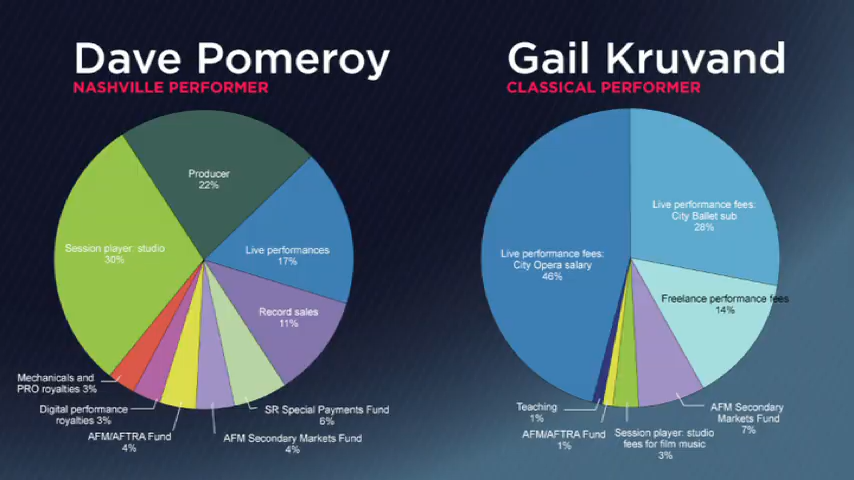 Dave Pomeroy
NASHVILLE PERFORMER
Producer
22%
Live performances
17%
Session player: studio
30%
Record sales
11%
Mechanicals and
PRO royalties 3%
Digital performance
royalties 3%
AFM/AFTRA Fund
4%
AFM Secondary Markets Fund
4%
SR Special Payments Fund
6%
Gail Kruvand
CLASSICAL PERFORMER
Live performance fees:
City Ballet sub
28%
Live performance fees:
City Opera salary
46%
Freelance performance fees
14%
Teaching
1%
AFM/AFTRA Fund
1%
Session player: studio
fees for film music
3%
AFM Secondary
Markets Fund
7%